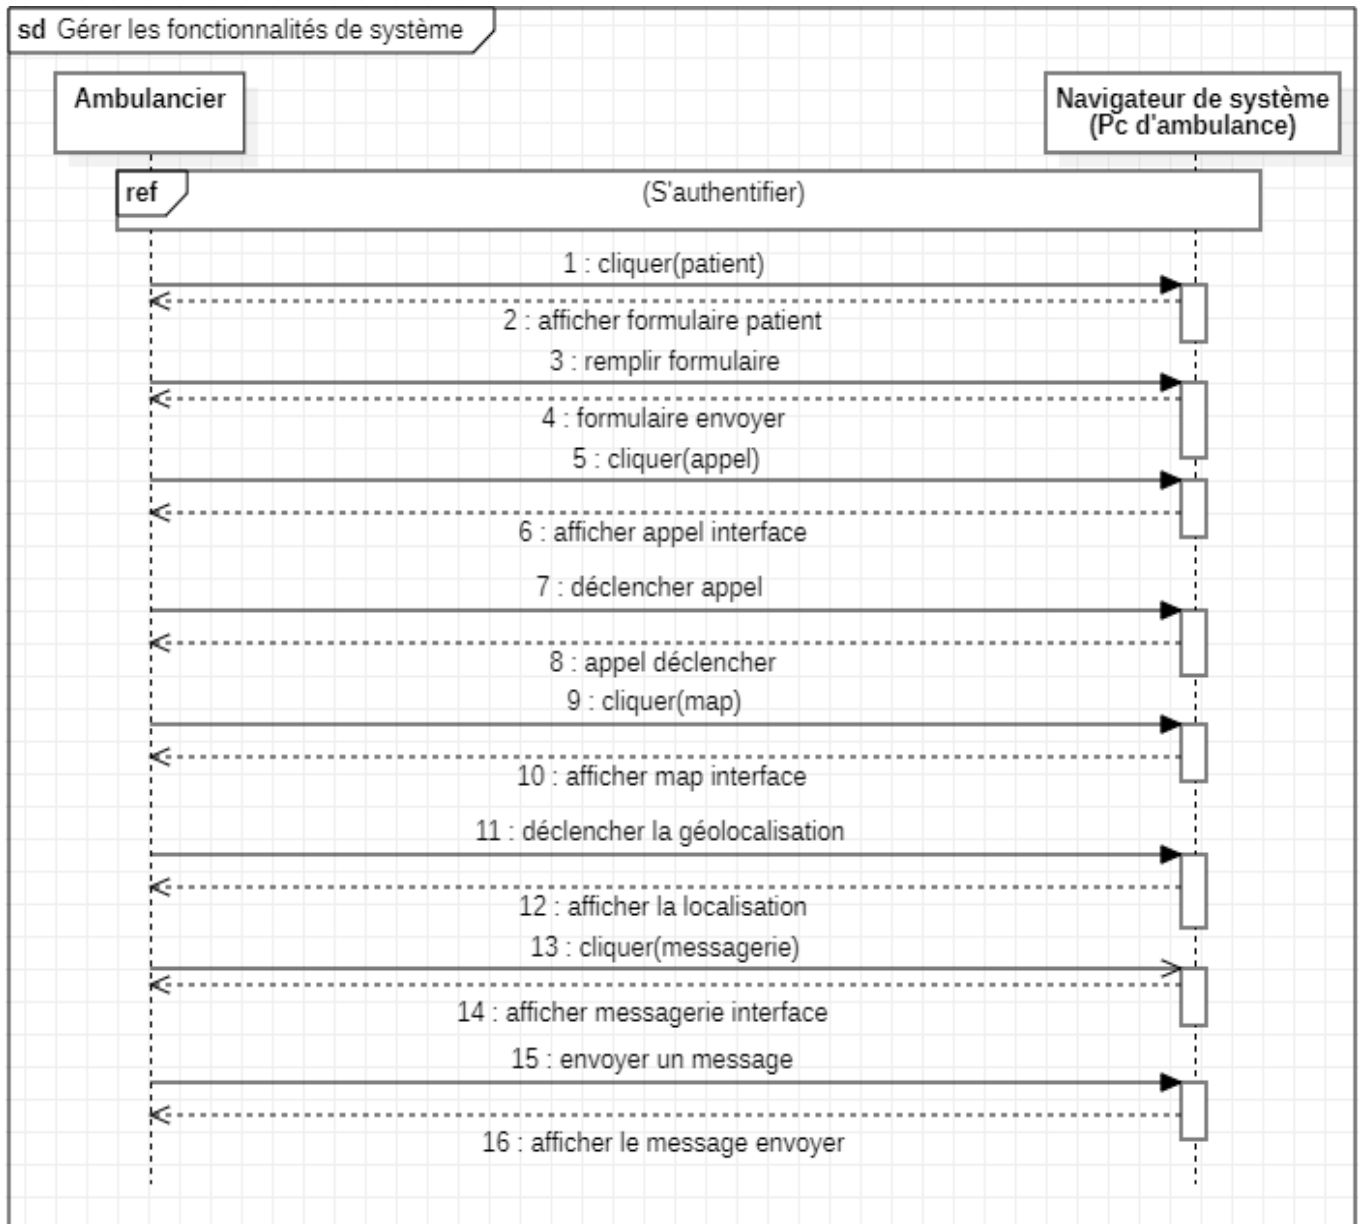 sd Gérer les fonctionnalités de système
Ambulancier
Navigateur de système
(Pc d'ambulance)
ref
(S'authentifier)
1 : cliquer(patient)
2 : afficher formulaire patient
3 : remplir formulaire
4 : formulaire envoyer
5 : cliquer(appel)
6 : afficher appel interface
7 : déclencher appel
8 : appel déclencher
9 : cliquer(map)
10 : afficher map interface
11 : déclencher la géolocalisation
12 : afficher la localisation
13 : cliquer(messagerie)
14 : afficher messagerie interface
15 : envoyer un message
16 : afficher le message envoyer